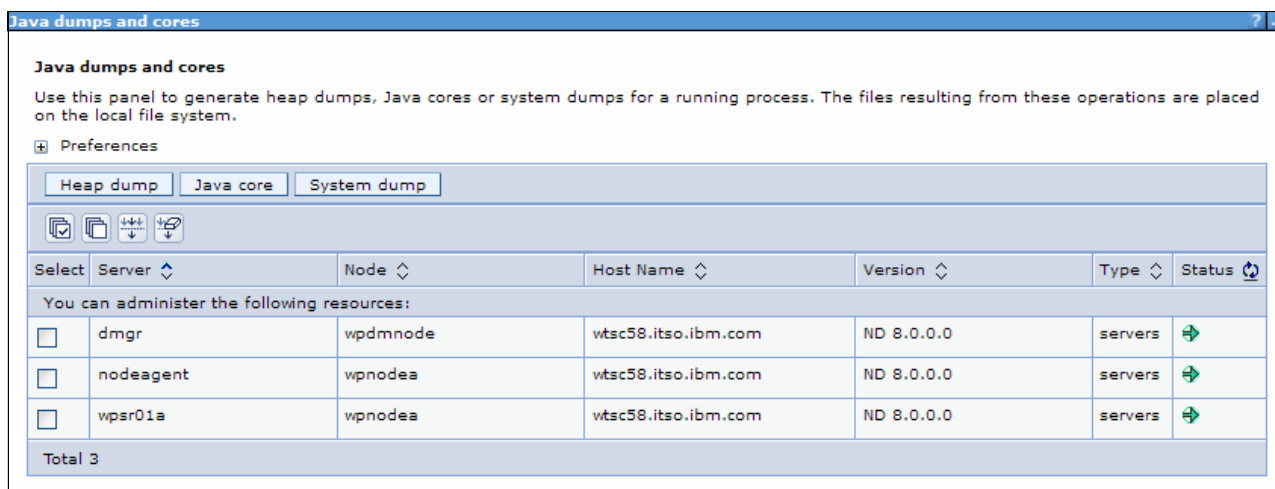 Java dumps and cores
?
Java dumps and cores
Use this panel to generate heap dumps, Java cores or system dumps for a running process. The files resulting from these operations are placed
on the local file system.
Preferences
Heap dump Java core System dump
Select Server Node Host Name Version Type Status
You can administer the following resources:
dmgr wpdmnode wtsc58.itso.ibm.com ND 8.0.0.0 servers
nodeagent wpnodea wtsc58.itso.ibm.com ND 8.0.0.0 servers
wpsr01a wpnodea wtsc58.itso.ibm.com ND 8.0.0.0 servers
Total 3